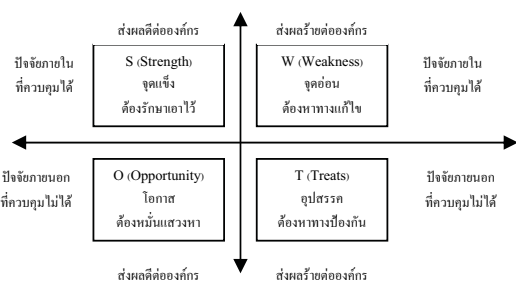 ส่งผลดีต่อองค์กร ส่งผลร้ายต่อองค์กร
ปัจจัยภายใน
ที่ควบคุมได้
S (Strength)
จุดแข็ง
ต้องรักษาเอาไว้
W (Weakness)
จุดอ่อน
ต้องหาทางแก้ไข
ปัจจัยภายใน
ที่ควบคุมได้
ปัจจัยภายนอก
ที่ควบคุมไม่ได้
O (Opportunity)
โอกาส
ต้องหมั่นแสวงหา
T (Treats)
อุปสรรค
ต้องหาทางป้องกัน
ปัจจัยภายนอก
ที่ควบคุมไม่ได้
ส่งผลดีต่อองค์กร ส่งผลร้ายต่อองค์กร